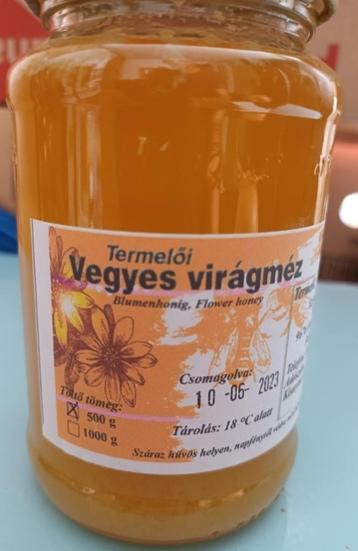 Termelői
Vegyes virágméz
Blumenhonig, Flower honey
Csomagolva:
10 -06- 2023
Töltő tömeg:
500 g
1000 g
Tárolás: 18 °C alatt
Száraz hűvös helyen, napfénytől